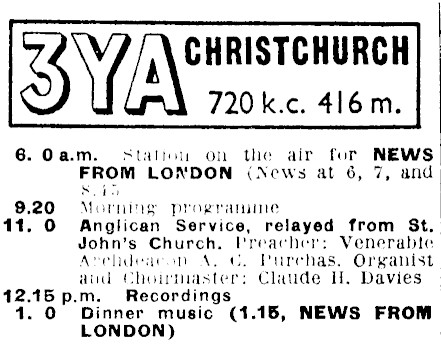 3YA CHRISTCHURCH
720 k.c. 416 m.
6. 0 a.m. Station on the air for NEWS
FROM LONDON (News at 6, 7, and
8.45
9.20 Morning programme
11. 0 Anglican Service, relayed from St.
John's Church. Preacher: Venerable
Archdeacon A. C. Purchas. Organist
and Choirmaster: Claude H. Davies
12.15 p.m. Recordings
1. 0 Dinner music (1.15, NEWS FROM
LONDON)